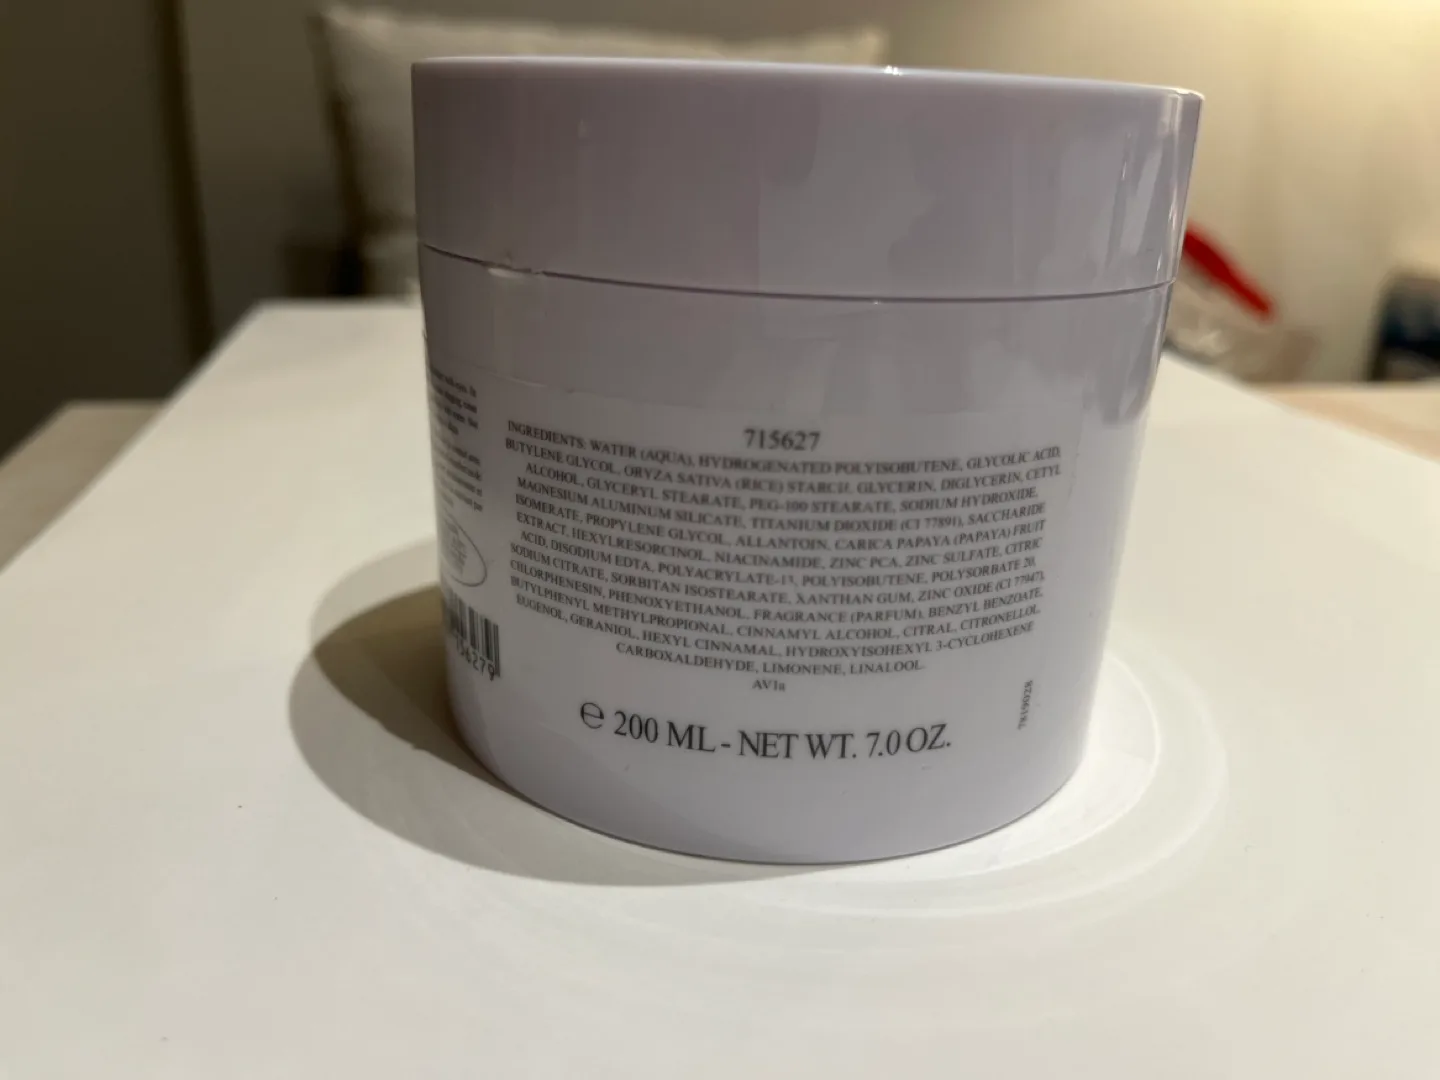 715627
INGREDIENTS: WATER (AQUA), HYDROGENATED POLYISOBUTENE, GLYCOLIC ACID,
BUTYLENE GLYCOL, ORYZA SATIVA (RICE) STARCH, GLYCERIN, DIGLYCERIN, CETYL
ALCOHOL, GLYCERYL STEARATE, PEG-100 STEARATE, SODIUM HYDROXIDE,
MAGNESIUM ALUMINUM SILICATE, TITANIUM DIOXIDE (CI 77891), SACCHARIDE
ISOMERATE, PROPYLENE GLYCOL, ALLANTOIN, CARICA PAPAYA (PAPAYA) FRUIT
EXTRACT, HEXYLRESORCINOL, NIACINAMIDE, ZINC PCA, ZINC SULFATE, CITRIC
ACID, DISODIUM EDTA, POLYACRYLATE-13, POLYISOBUTENE, POLYSORBATE 20,
SODIUM CITRATE, SORBITAN ISOSTEARATE, XANTHAN GUM, ZINC OXIDE (CI 77947),
CHLORPHENESIN, PHENOXYETHANOL, FRAGRANCE (PARFUM), BENZYL BENZOATE,
BUTYLPHENYL METHYLPROPIONAL, CINNAMYL ALCOHOL, CITRAL, CITRONELLOL,
EUGENOL, GERANIOL, HEXYL CINNAMAL, HYDROXYISOHEXYL 3-CYCLOHEXENE
CARBOXALDEHYDE, LIMONENE, LINALOOL.
AV1a
℮ 200 ML - NET WT. 7.0 OZ.
7819028
56279